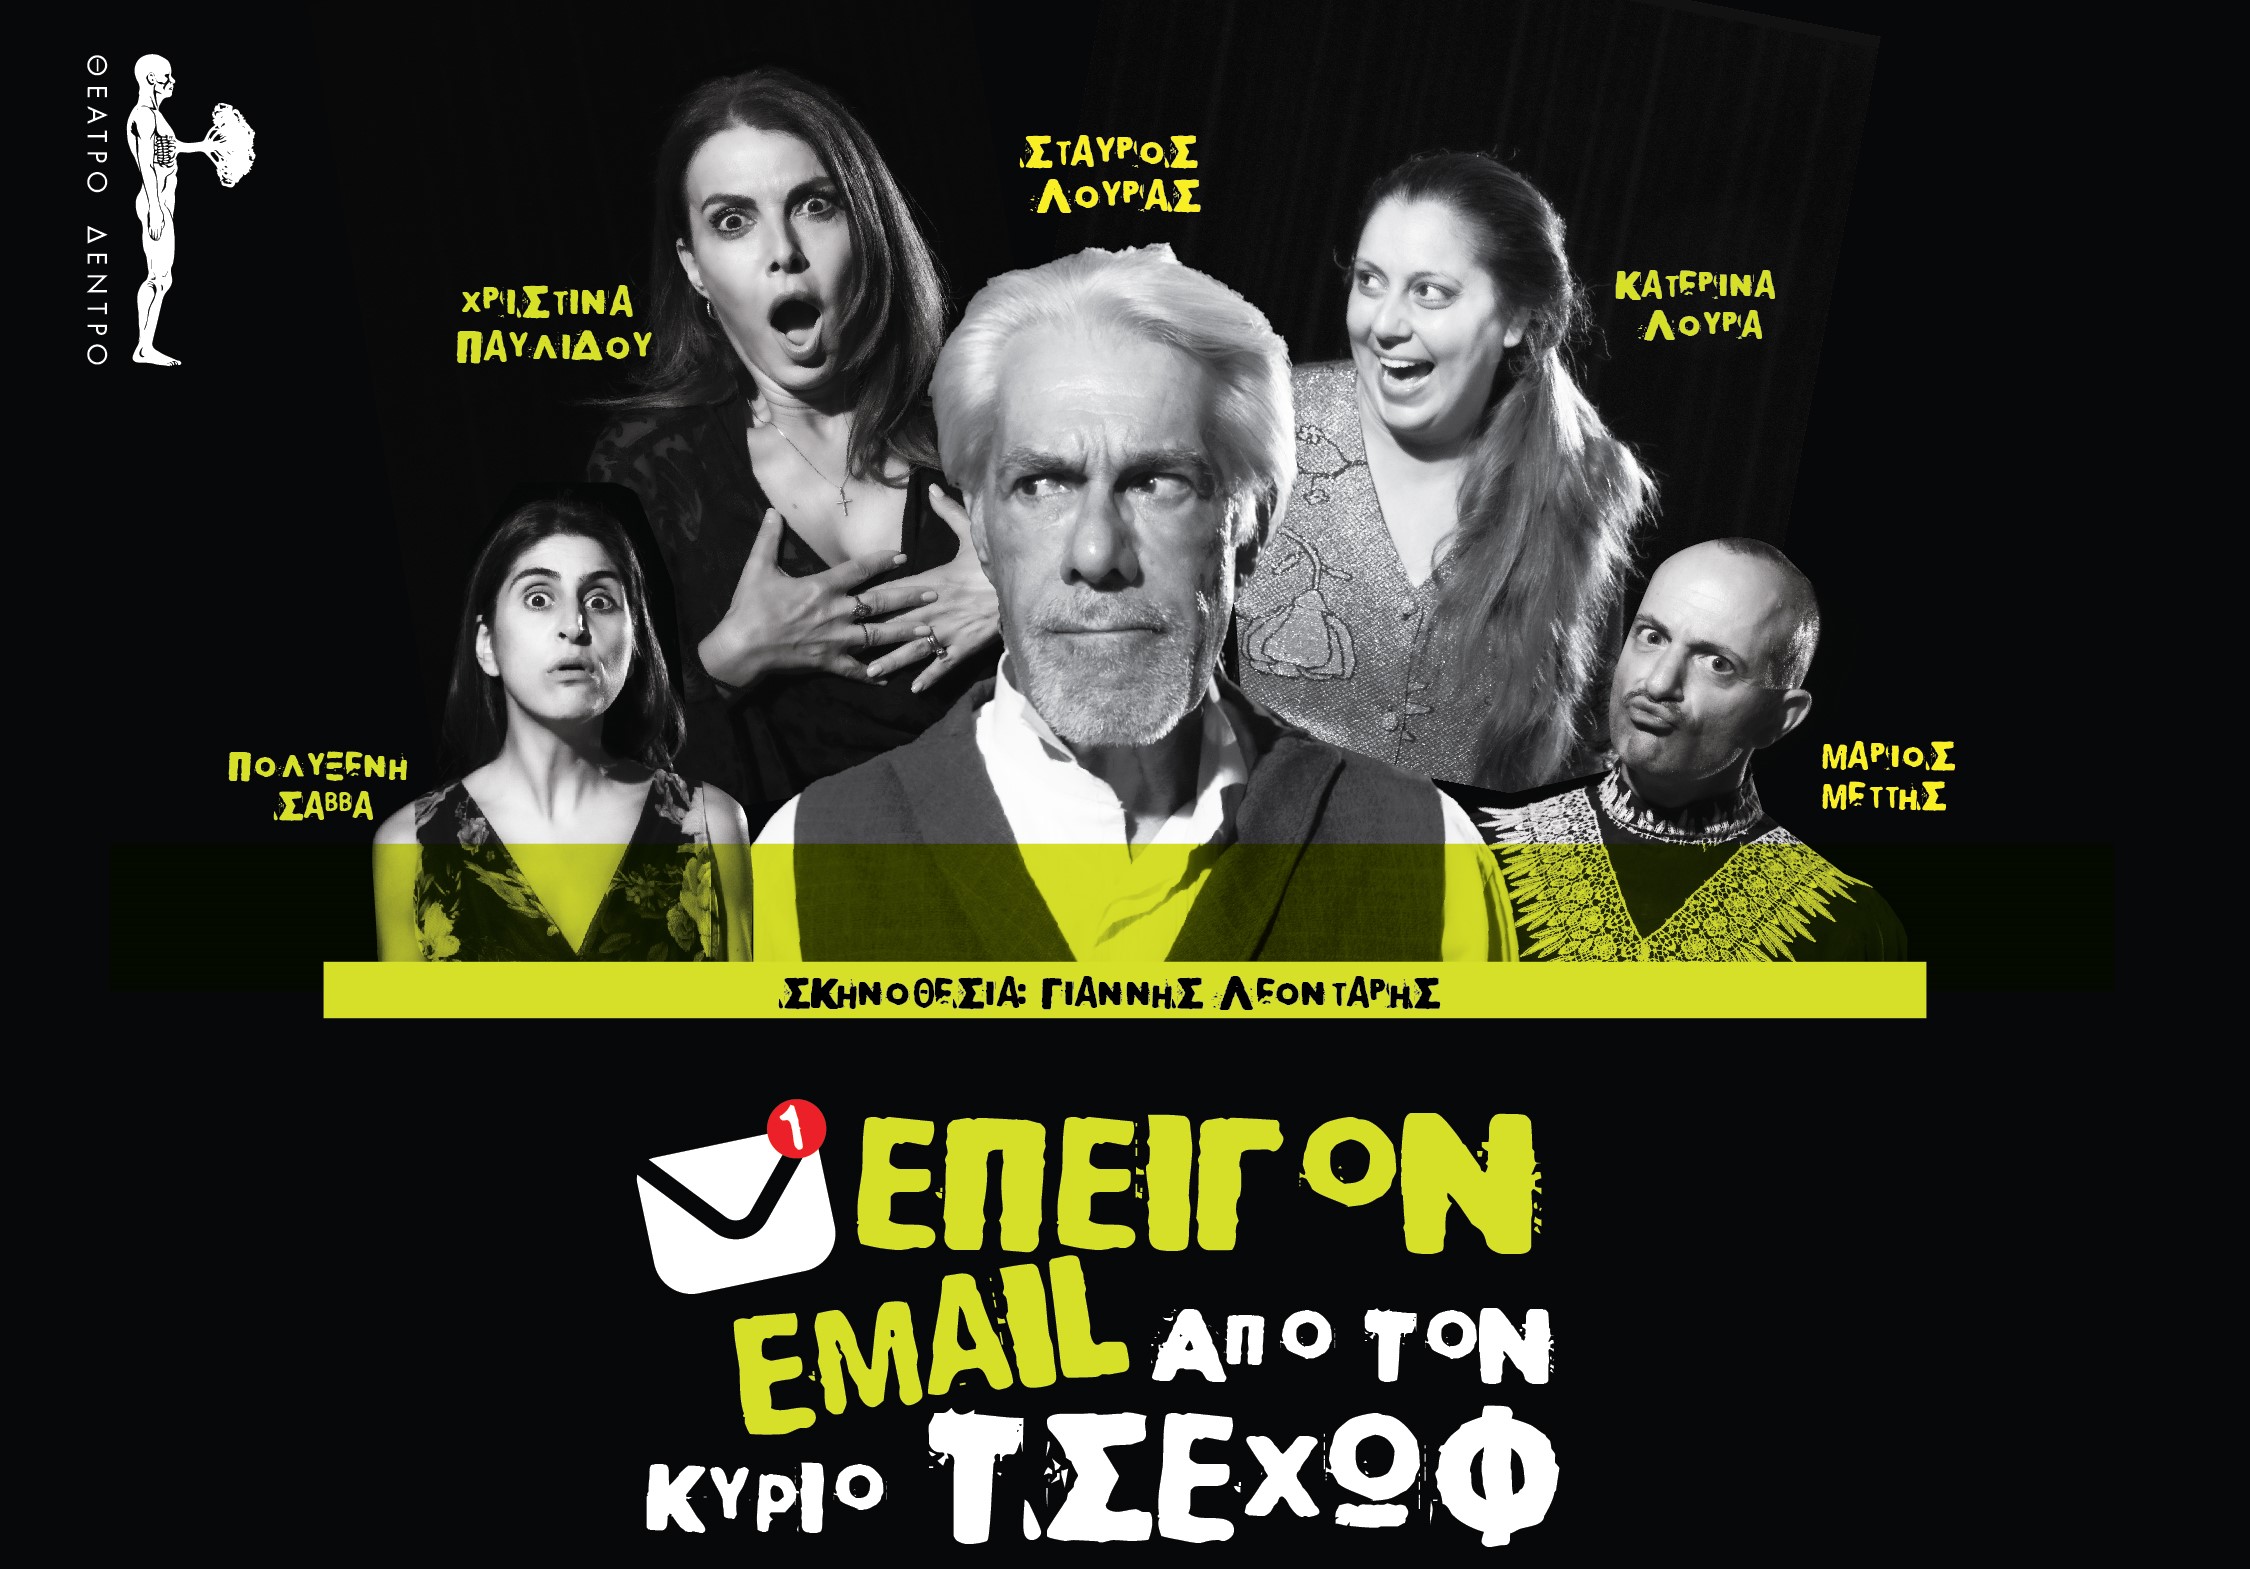 ΘΕΑΤΡΟ ΔΕΝΤΡΟ
ΣΤΑΥΡΟΣ
ΛΟΥΡΑΣ
ΧΡΙΣΤΙΝΑ
ΠΑΥΛΙΔΟΥ
ΚΑΤΕΡΙΝΑ
ΛΟΥΡΑ
ΠΟΛΥΞΕΝΗ
ΣΑΒΒΑ
ΜΑΡΙΟΣ
ΜΕΤΤΗΣ
ΣΚΗΝΟΘΕΣΙΑ: ΓΙΑΝΝΗΣ ΛΕΟΝΤΑΡΗΣ
1
ΕΠΕΙΓΟΝ
EMAIL ΑΠΟ ΤΟΝ
ΚΥΡΙΟ ΤΣΕΧΩΦ